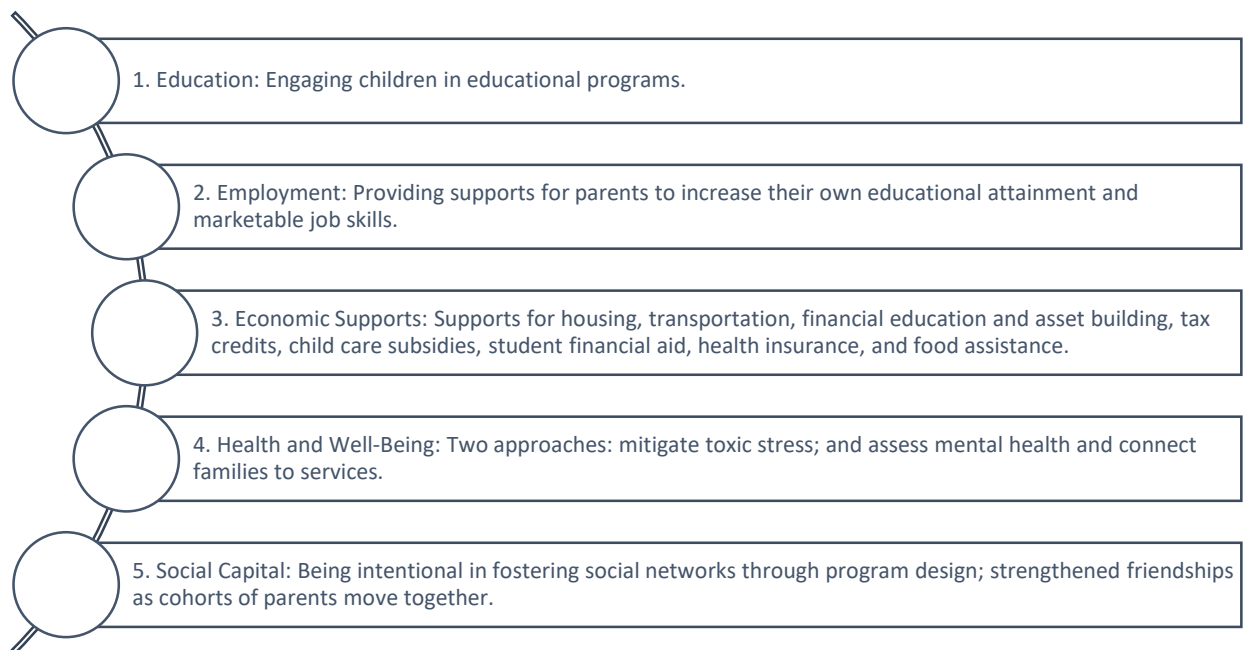 1. Education: Engaging children in educational programs.
2. Employment: Providing supports for parents to increase their own educational attainment and
marketable job skills.
3. Economic Supports: Supports for housing, transportation, financial education and asset building, tax
credits, child care subsidies, student financial aid, health insurance, and food assistance.
4. Health and Well-Being: Two approaches: mitigate toxic stress; and assess mental health and connect
families to services.
5. Social Capital: Being intentional in fostering social networks through program design; strengthened friendships
as cohorts of parents move together.